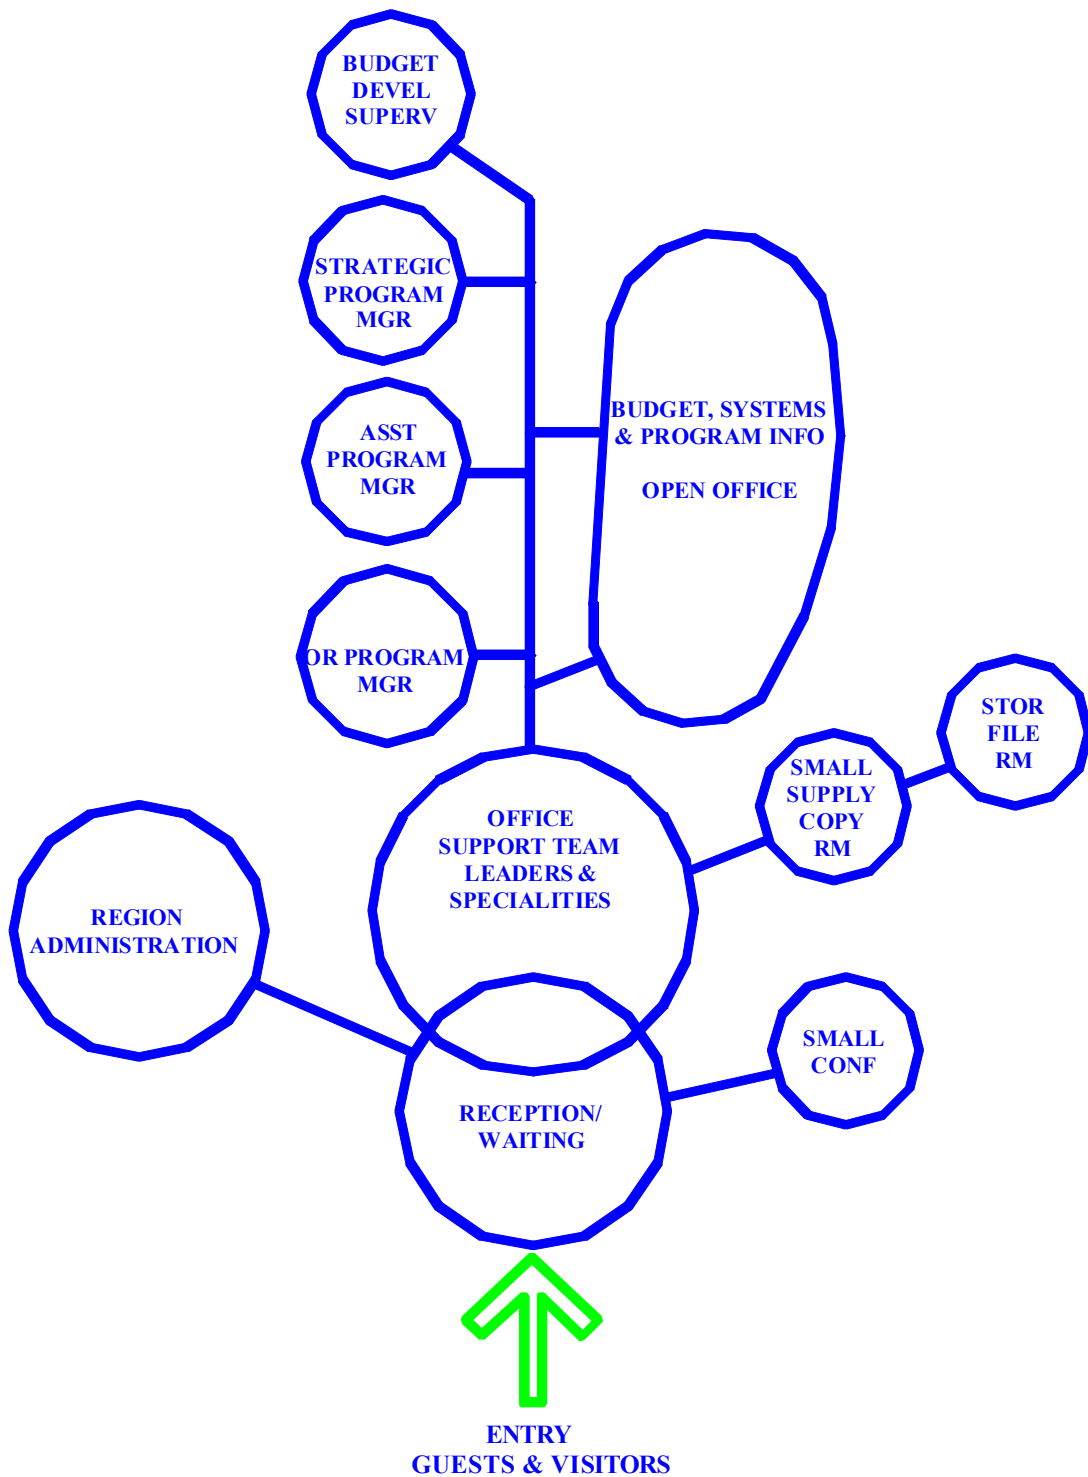 BUDGET
DEVEL
SUPERV
STRATEGIC
PROGRAM
MGR
BUDGET, SYSTEMS
& PROGRAM INFO
OPEN OFFICE
ASST
PROGRAM
MGR
OR PROGRAM
MGR
STOR
FILE
RM
SMALL
SUPPLY
COPY
RM
OFFICE
SUPPORT TEAM
LEADERS &
SPECIALITIES
REGION
ADMINISTRATION
SMALL
CONF
RECEPTION/
WAITING
ENTRY
GUESTS & VISITORS